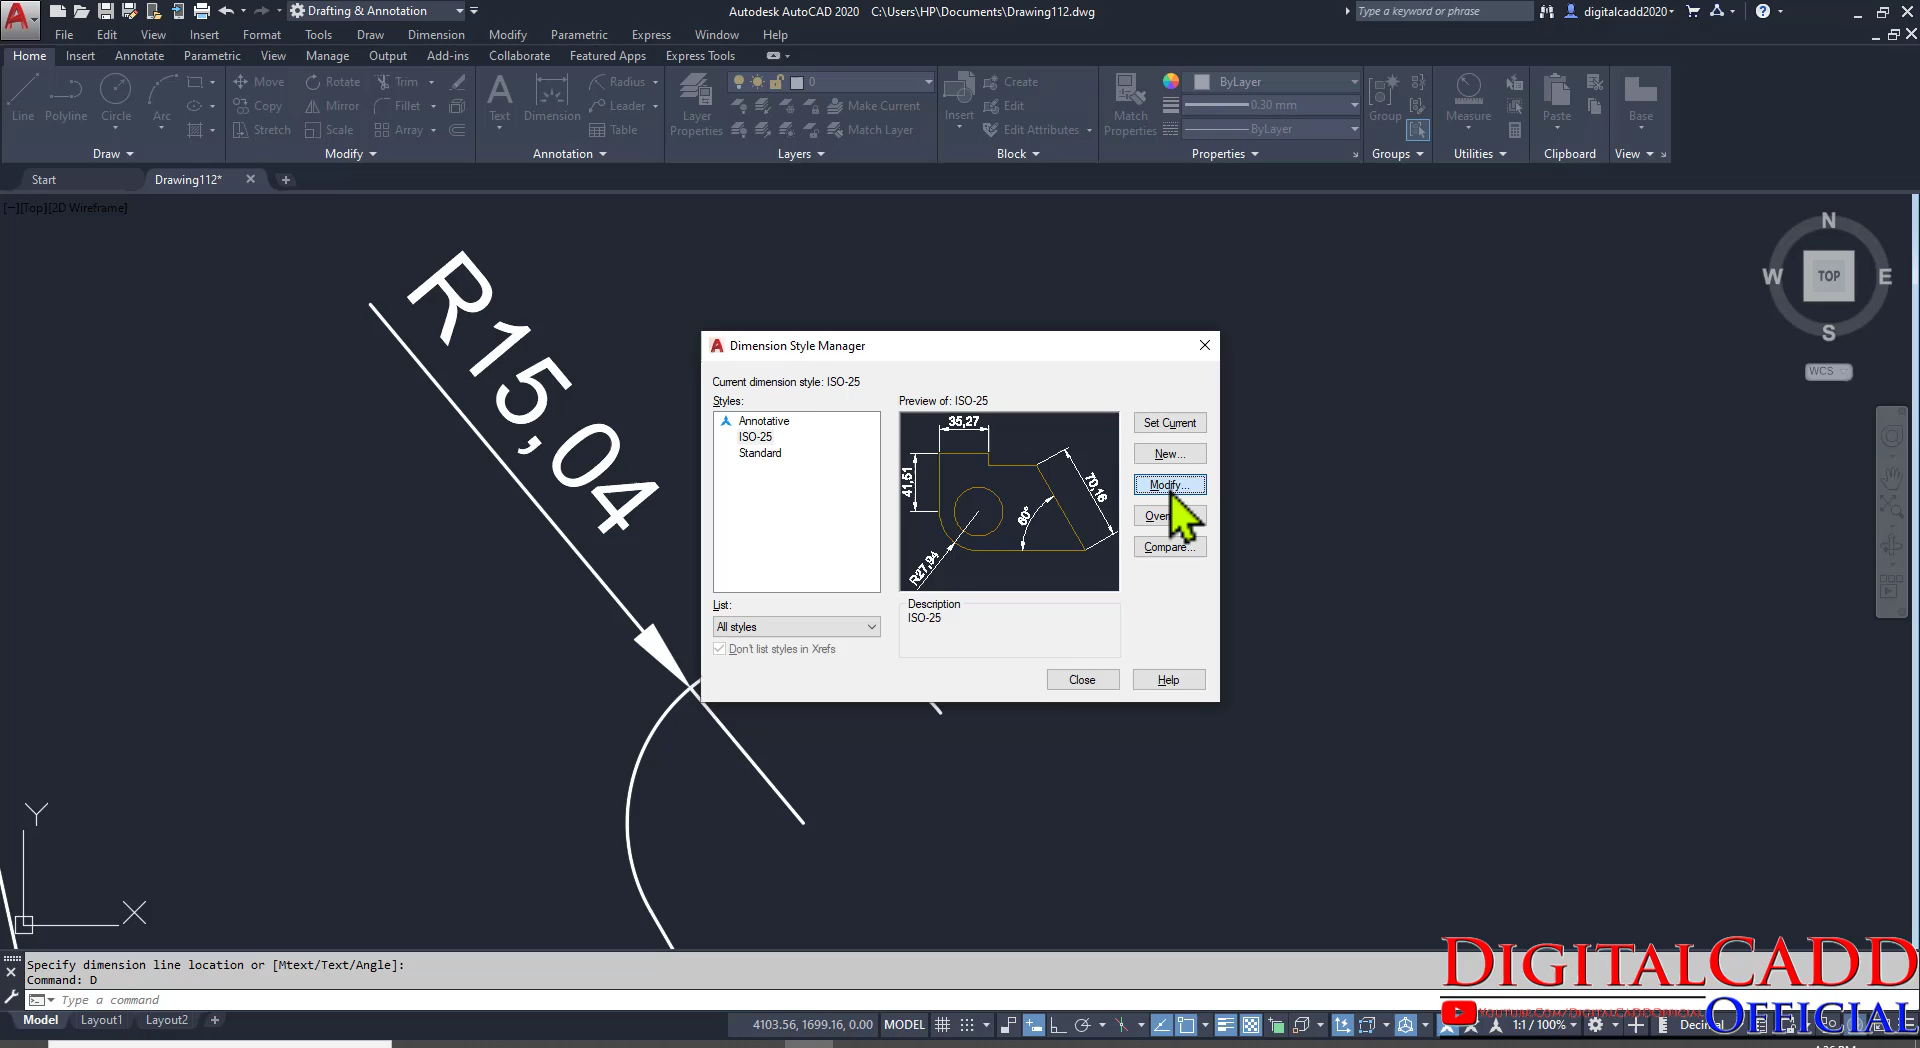 Drafting & Annotation
Autodesk AutoCAD 2020 C:\Users\HP\Documents\Drawing112.dwg
Type a keyword or phrase
digitalcadd2020
File Edit View Insert Format Tools Draw Dimension Modify Parametric Express Window Help
Home Insert Annotate Parametric View Manage Output Add-ins Collaborate Featured Apps Express Tools
Line Polyline Circle Arc
Move Rotate Trim
Copy Mirror Fillet
Stretch Scale Array
Text Dimension
Radius
Leader
Table
Layer Properties
0
Make Current
Match Layer
Insert
Create
Edit
Edit Attributes
Match Properties
ByLayer
0.30 mm
ByLayer
Group
Measure
Paste
Base
Draw Modify Annotation Layers Block Properties Groups Utilities Clipboard View
Start Drawing112*
[−][Top][2D Wireframe]
N
W TOP E
S
WCS
R15,04
Dimension Style Manager
Current dimension style: ISO-25
Styles:
Annotative
ISO-25
Standard
Preview of: ISO-25
35,27
41,51
70,16
60°
R27,94
Set Current
New...
Modify...
Over
Compare...
List:
All styles
Don't list styles in Xrefs
Description
ISO-25
Close
Help
Y
X
Specify dimension line location or [Mtext/Text/Angle]:
Command: D
Type a command
Model Layout1 Layout2
4103.56, 1699.16, 0.00 MODEL
1:1 / 100%
DigitalCADD
Official